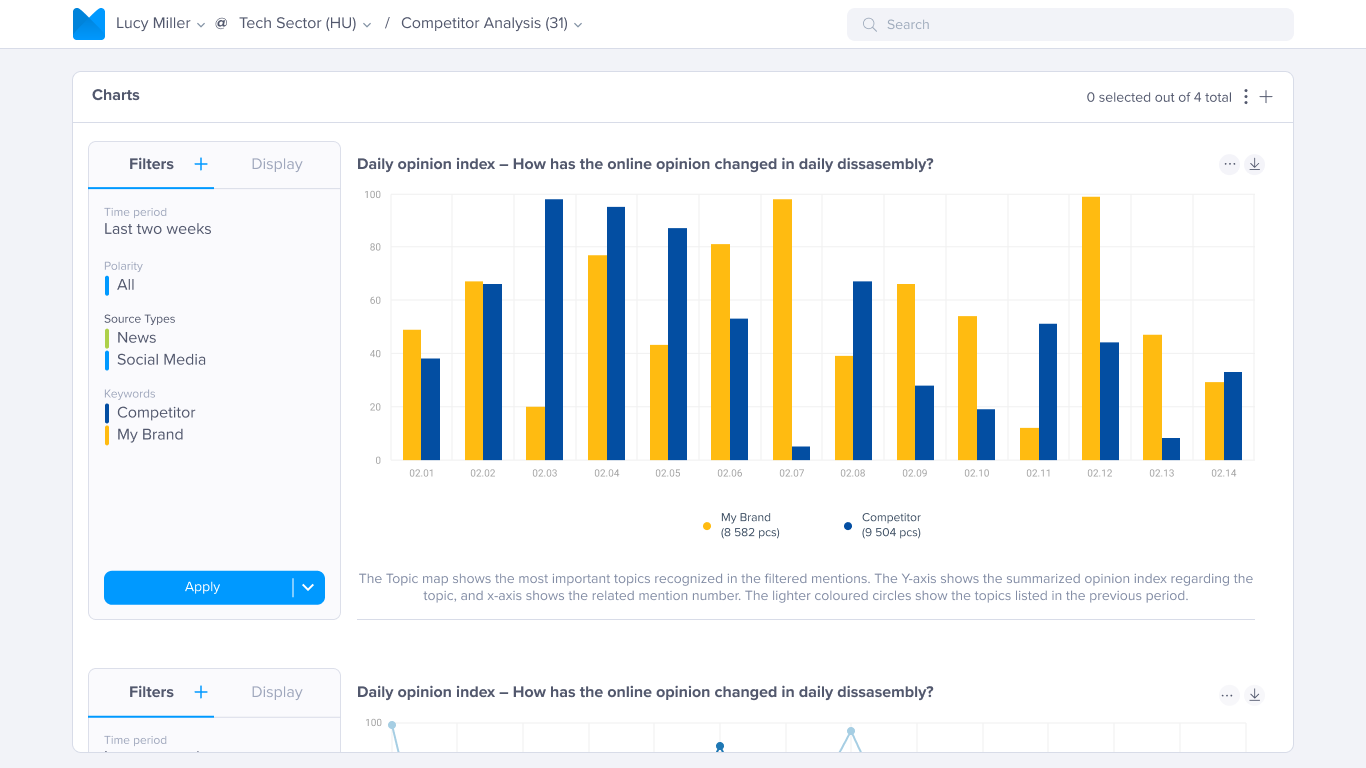 Lucy Miller @ Tech Sector (HU) / Competitor Analysis (31)
Search
Charts
0 selected out of 4 total
Filters + Display
Time period
Last two weeks
Polarity
All
Source Types
News
Social Media
Keywords
Competitor
My Brand
Apply
Daily opinion index – How has the online opinion changed in daily dissasembly?
100
80
60
40
20
0
02.01 02.02 02.03 02.04 02.05 02.06 02.07 02.08 02.09 02.10 02.11 02.12 02.13 02.14
My Brand
(8 582 pcs)
Competitor
(9 504 pcs)
The Topic map shows the most important topics recognized in the filtered mentions. The Y-axis shows the summarized opinion index regarding the
topic, and x-axis shows the related mention number. The lighter coloured circles show the topics listed in the previous period.
Filters + Display
Time period
Daily opinion index – How has the online opinion changed in daily dissasembly?
100